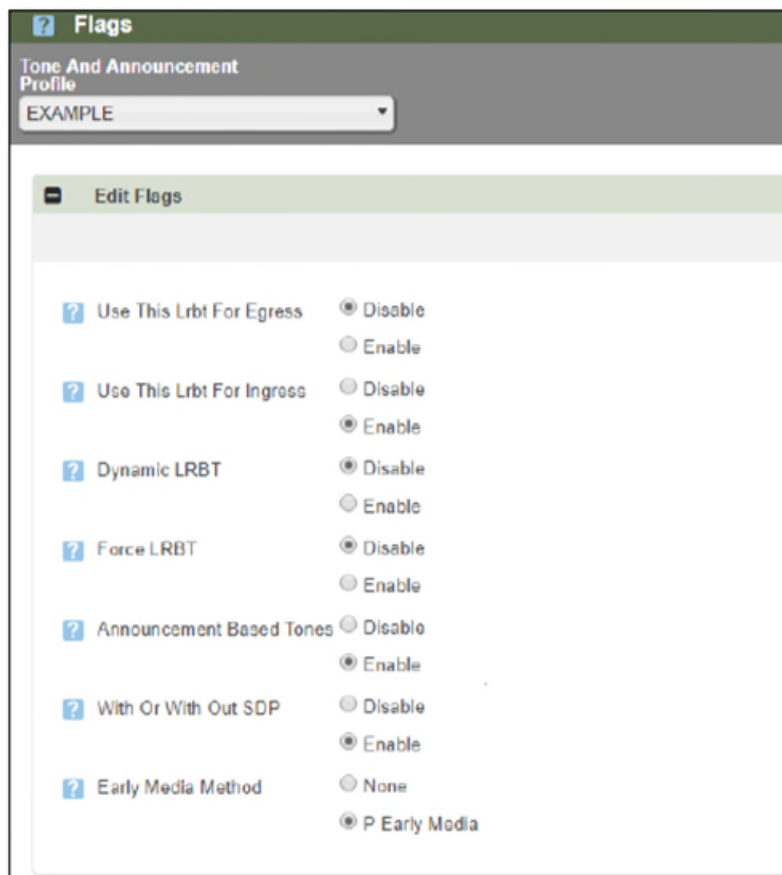 ? Flags
Tone And Announcement
Profile
EXAMPLE
Edit Flags
? Use This Lrbt For Egress Disable
Enable
? Use This Lrbt For Ingress Disable
Enable
? Dynamic LRBT Disable
Enable
? Force LRBT Disable
Enable
? Announcement Based Tones Disable
Enable
? With Or With Out SDP Disable
Enable
? Early Media Method None
P Early Media